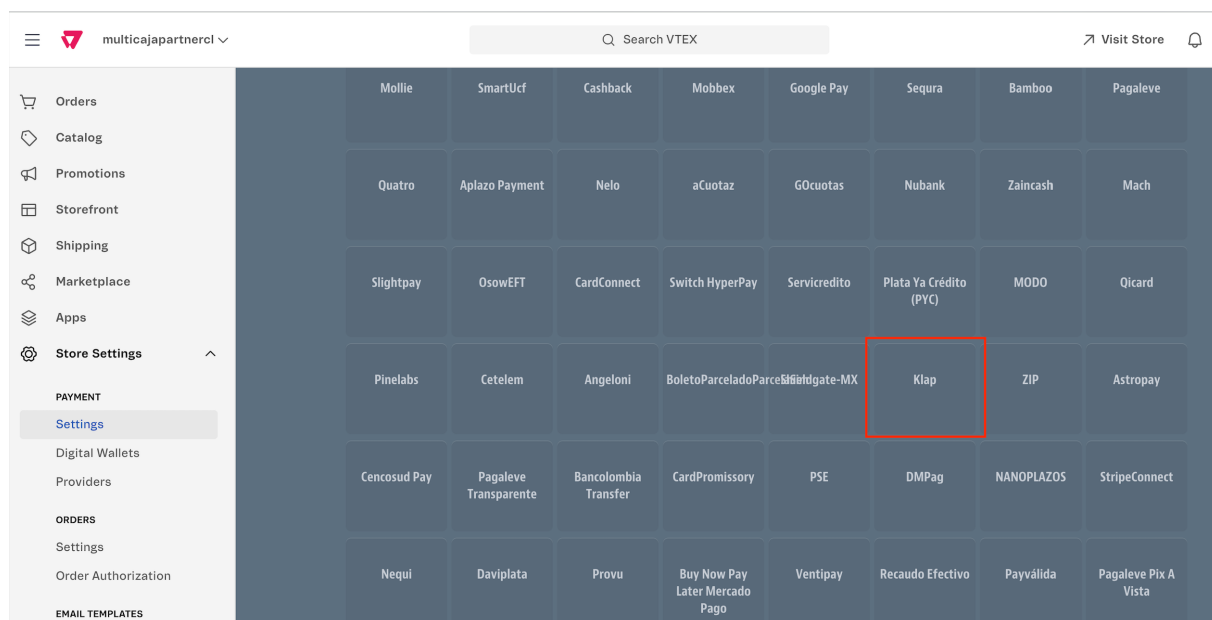 multicajapartnercl
Search VTEX
Visit Store
Orders
Catalog
Promotions
Storefront
Shipping
Marketplace
Apps
Store Settings
PAYMENT
Settings
Digital Wallets
Providers
ORDERS
Settings
Order Authorization
EMAIL TEMPLATES
Mollie
SmartUcf
Cashback
Mobbex
Google Pay
Sequra
Bamboo
Pagaleve
Quatro
Aplazo Payment
Nelo
aCuotaz
GOcuotas
Nubank
Zaincash
Mach
Slightpay
OsowEFT
CardConnect
Switch HyperPay
Servicredito
Plata Ya Crédito
(PYC)
MODO
Qicard
Pinelabs
Cetelem
Angeloni
Klap
ZIP
Astropay
Cencosud Pay
Pagaleve
Transparente
Bancolombia
Transfer
CardPromissory
PSE
DMPag
NANOPLAZOS
StripeConnect
Nequi
Daviplata
Provu
Buy Now Pay
Later Mercado
Pago
Ventipay
Recaudo Efectivo
Payválida
Pagaleve Pix A
Vista